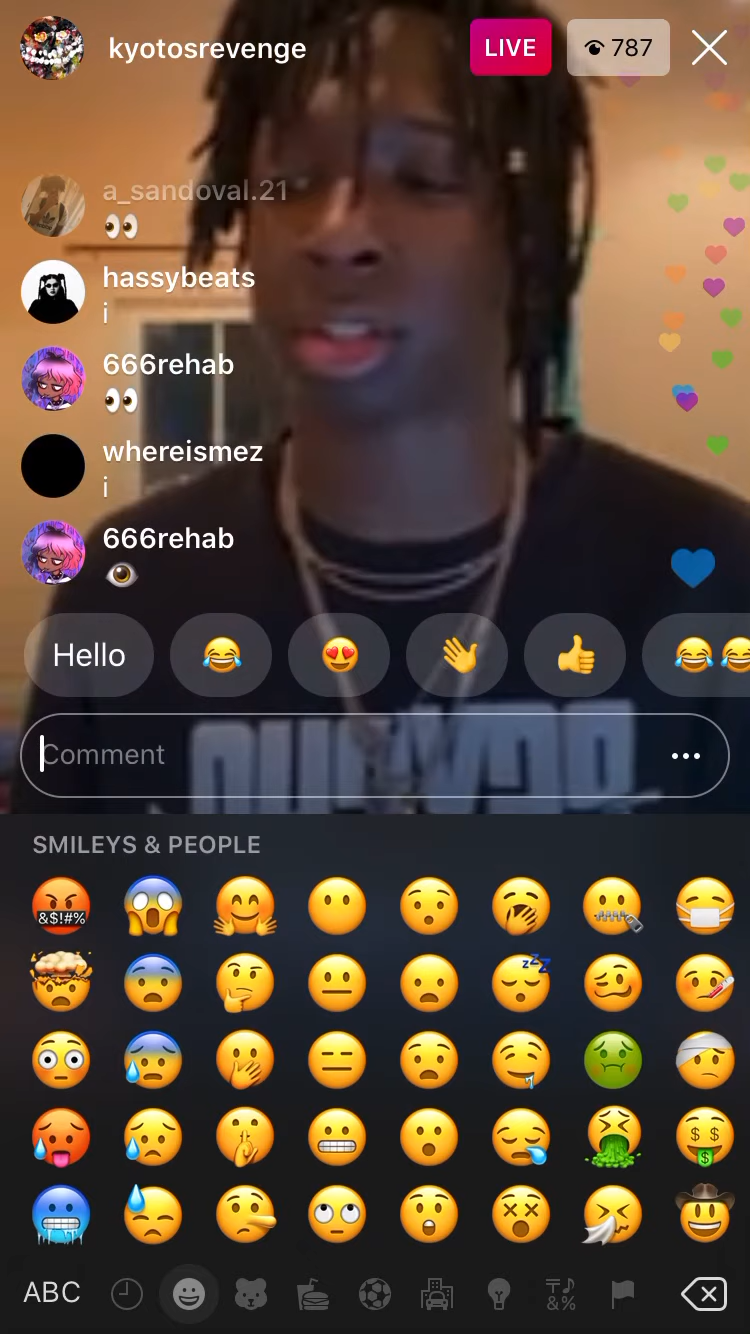 kyotosrevenge
LIVE
787
a_sandoval.21
👀
hassybeats
i
666rehab
👀
whereismez
i
666rehab
👁
Hello
😂
😍
👋
👍
😂😂
Comment
SMILEYS & PEOPLE
&$!#%
ABC
&%